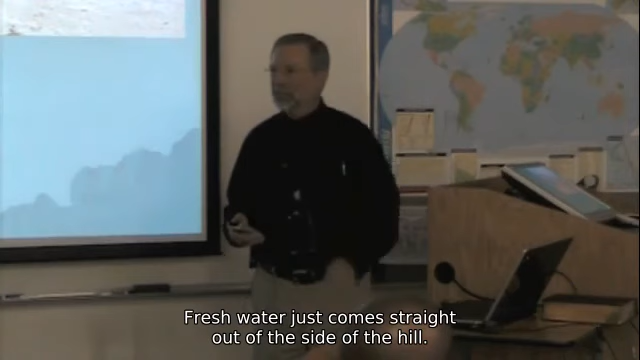 Fresh water just comes straight
out of the side of the hill.